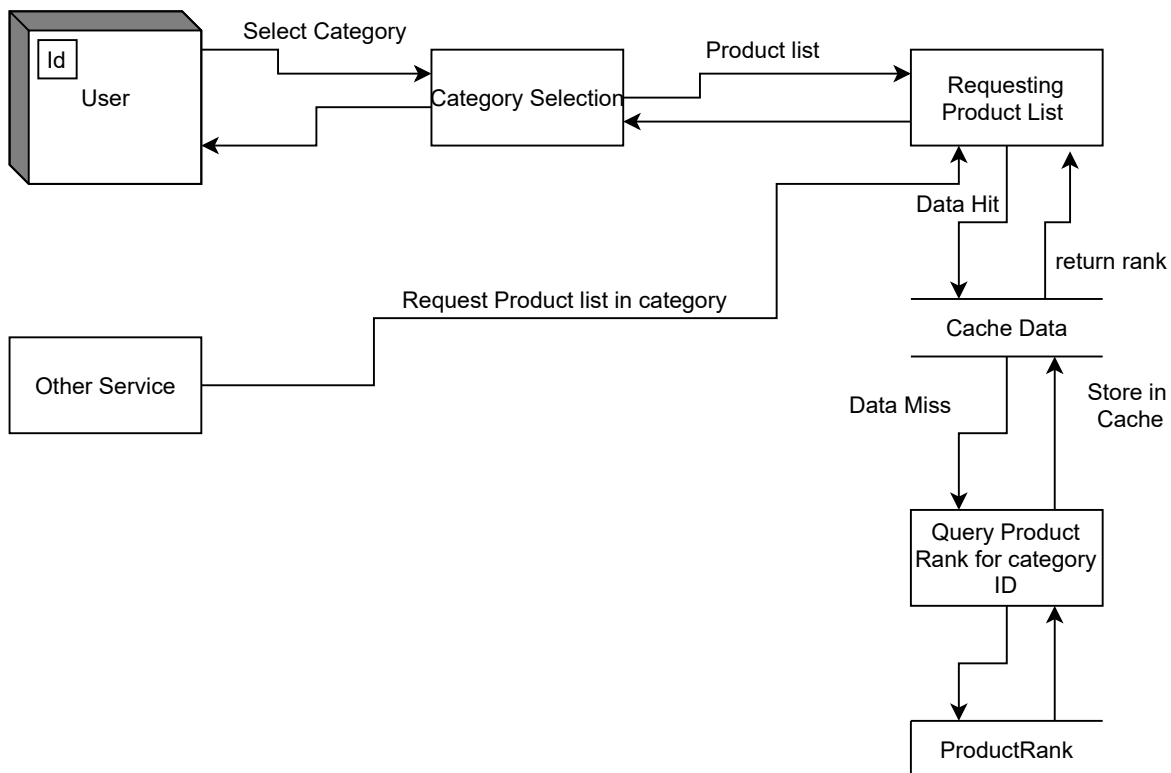 Select Category
Id
User
Category Selection
Product list
Requesting
Product List
Data Hit
return rank
Request Product list in category
Cache Data
Other Service
Data Miss
Store in
Cache
Query Product
Rank for category
ID
ProductRank